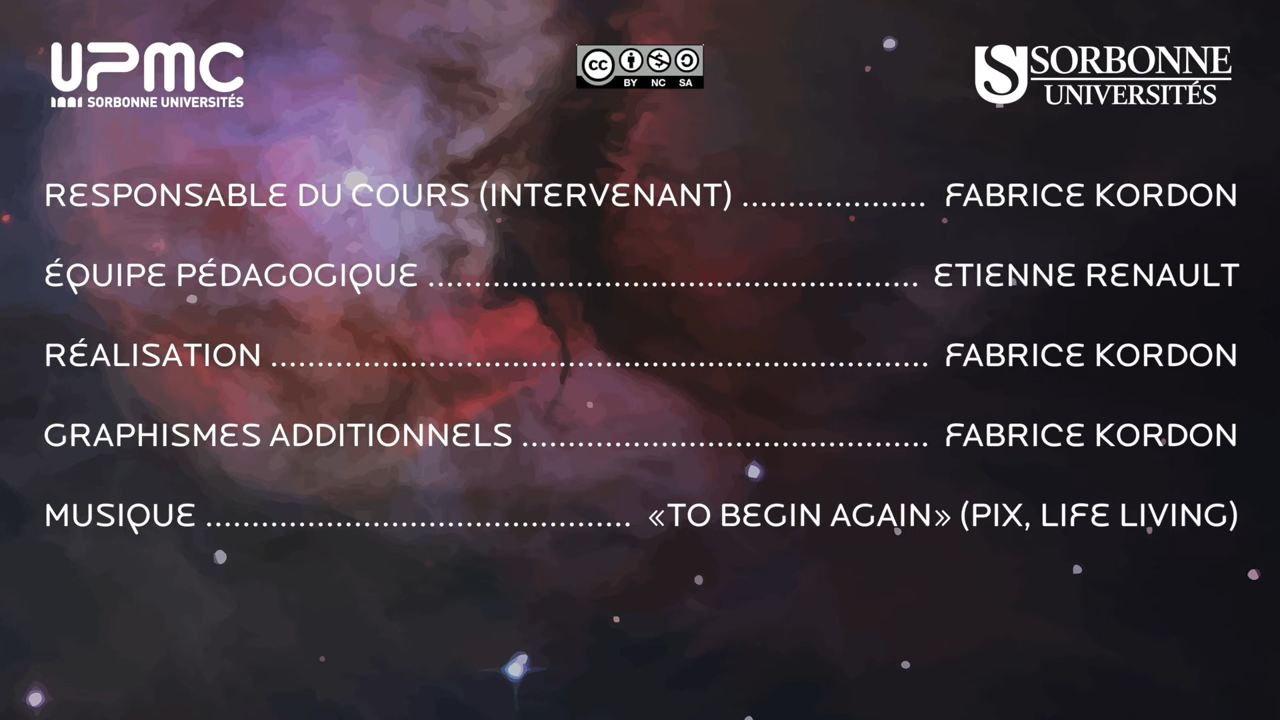 UPMC
SORBONNE UNIVERSITÉS
cc BY NC SA
SORBONNE
UNIVERSITÉS
RESPONSABLE DU COURS (INTERVENANT) .................... FABRICE KORDON
ÉQUIPE PÉDAGOGIQUE ..................................................... ETIENNE RENAULT
RÉALISATION ........................................................................ FABRICE KORDON
GRAPHISMES ADDITIONNELS ............................................ FABRICE KORDON
MUSIQUE .............................................. «TO BEGIN AGAIN» (PIX, LIFE LIVING)